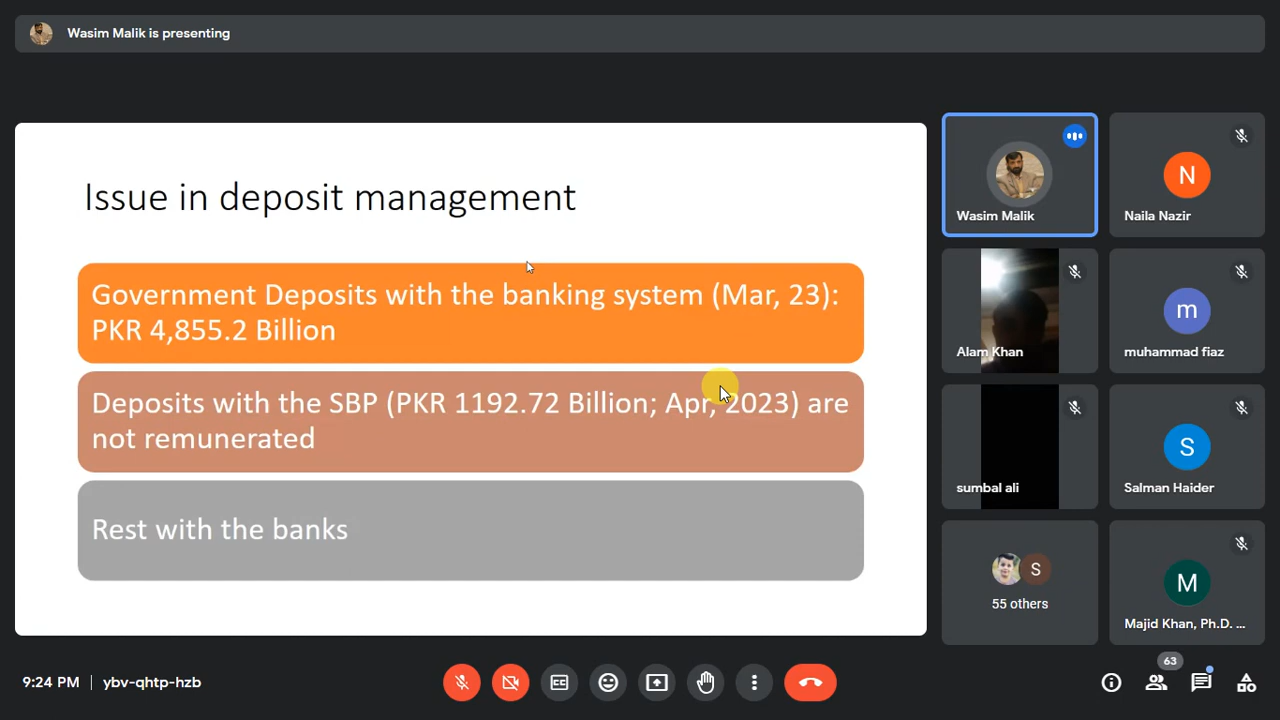 Wasim Malik is presenting
Issue in deposit management
Government Deposits with the banking system (Mar, 23):
PKR 4,855.2 Billion
Deposits with the SBP (PKR 1192.72 Billion; Apr, 2023) are
not remunerated
Rest with the banks
Wasim Malik
N
Naila Nazir
Alam Khan
m
muhammad fiaz
sumbal ali
S
Salman Haider
S
55 others
M
Majid Khan, Ph.D. ...
9:24 PM | ybv-qhtp-hzb
CC
63